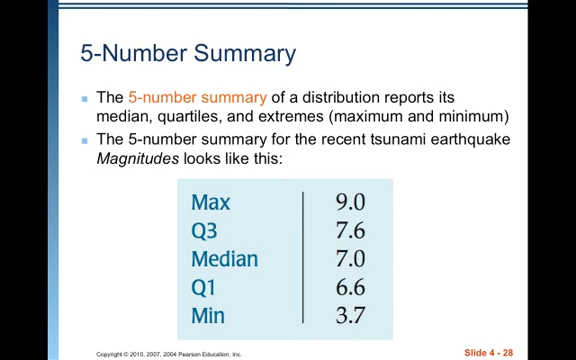 5-Number Summary
The 5-number summary of a distribution reports its
median, quartiles, and extremes (maximum and minimum)
The 5-number summary for the recent tsunami earthquake
Magnitudes looks like this:
Max 9.0
Q3 7.6
Median 7.0
Q1 6.6
Min 3.7
Copyright © 2010, 2007, 2004 Pearson Education, Inc.
Slide 4 - 28